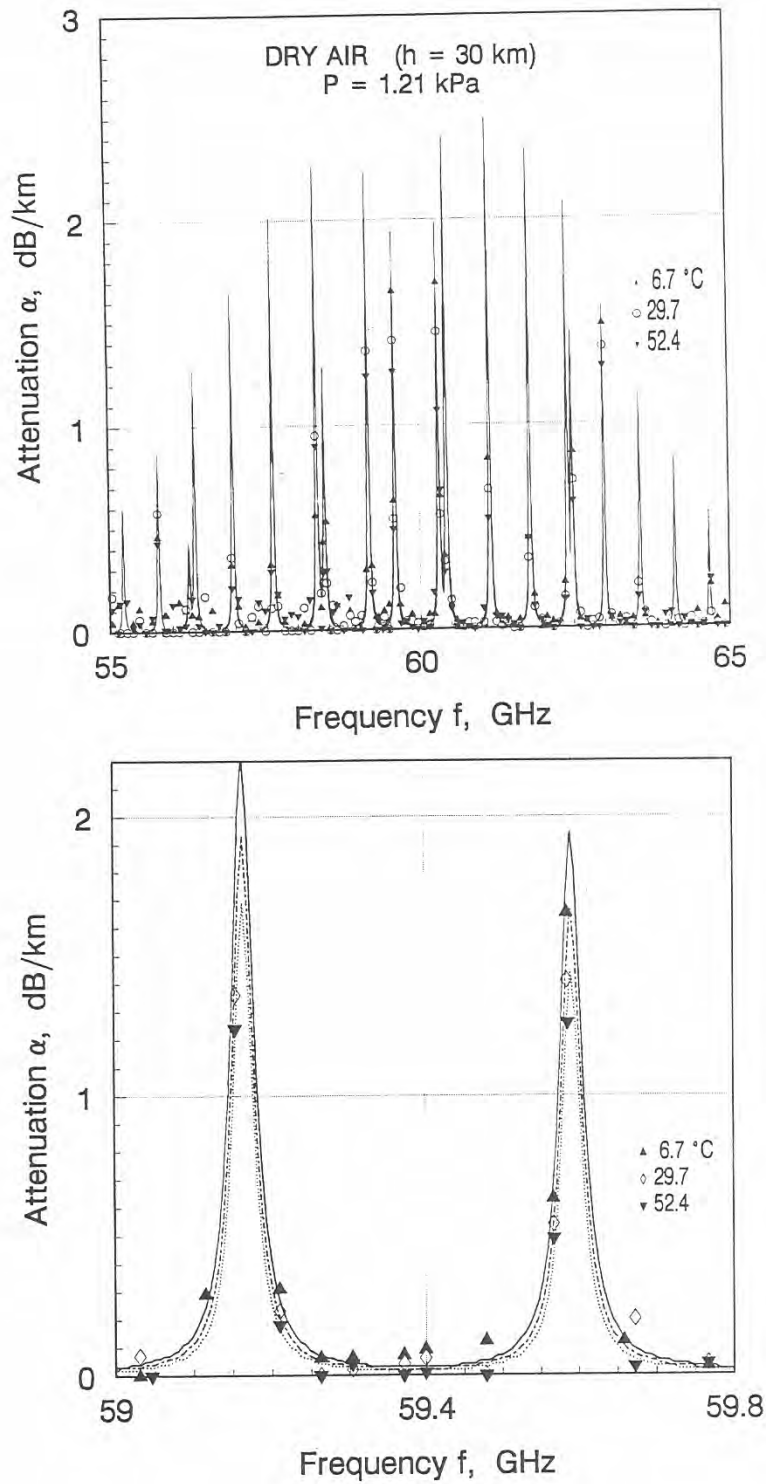 3
DRY AIR (h = 30 km)
P = 1.21 kPa
Attenuation α, dB/km
2
6.7 °C
29.7
52.4
1
0
55
60
65
Frequency f, GHz
2
Attenuation α, dB/km
1
6.7 °C
29.7
52.4
0
59
59.4
59.8
Frequency f, GHz